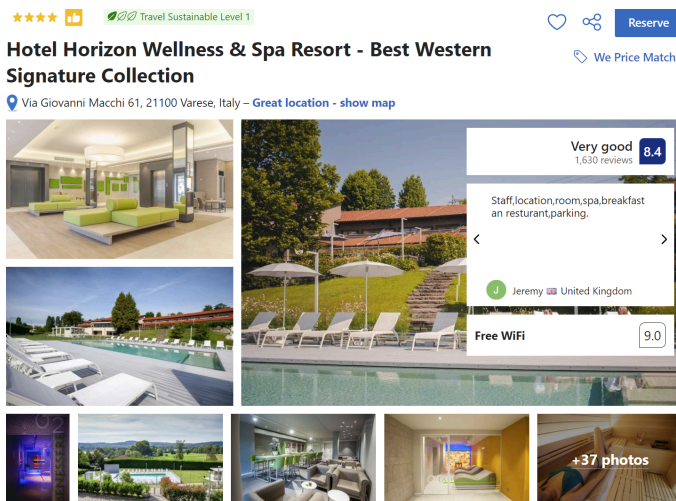 Travel Sustainable Level 1
Reserve
Hotel Horizon Wellness & Spa Resort - Best Western
Signature Collection
We Price Match
Via Giovanni Macchi 61, 21100 Varese, Italy – Great location - show map
Very good
1,630 reviews
8.4
Staff,location,room,spa,breakfast
an resturant,parking.
J
Jeremy
United Kingdom
Free WiFi
9.0
+37 photos